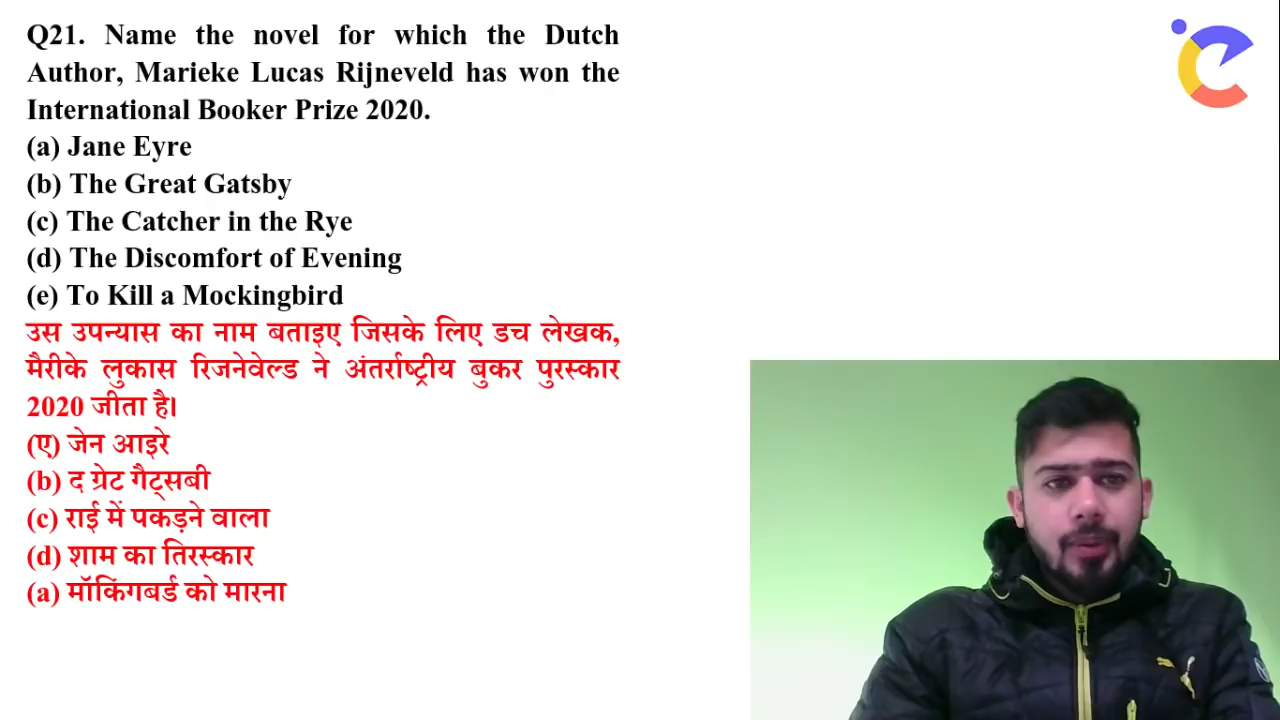 Q21. Name the novel for which the Dutch
Author, Marieke Lucas Rijneveld has won the
International Booker Prize 2020.
(a) Jane Eyre
(b) The Great Gatsby
(c) The Catcher in the Rye
(d) The Discomfort of Evening
(e) To Kill a Mockingbird
उस उपन्यास का नाम बताइए जिसके लिए डच लेखक,
मैरीके लुकास रिजनेवेल्ड ने अंतर्राष्ट्रीय बुकर पुरस्कार
2020 जीता है।
(ए) जेन आइरे
(b) द ग्रेट गैट्सबी
(c) राई में पकड़ने वाला
(d) शाम का तिरस्कार
(a) मॉकिंगबर्ड को मारना